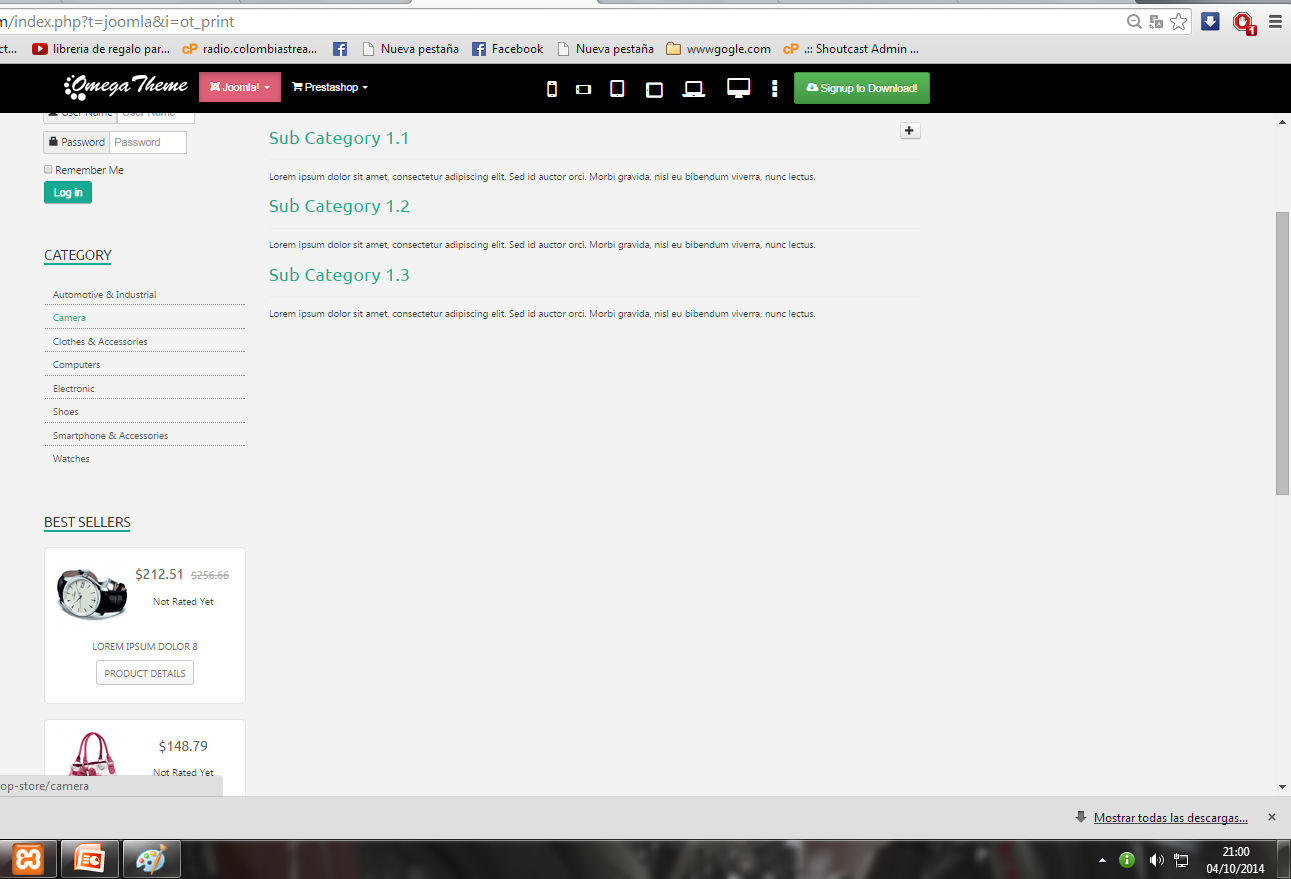 m/index.php?t=joomla&i=ot_print
ct... libreria de regalo par... cP radio.colombiastrea... Nueva pestaña Facebook Nueva pestaña wwwgogle.com cP .:: Shoutcast Admin ...
Omega Theme Joomla! Prestashop Signup to Download!
User Name User Name
Password Password
Remember Me
Log in
CATEGORY
Automotive & Industrial
Camera
Clothes & Accessories
Computers
Electronic
Shoes
Smartphone & Accessories
Watches
BEST SELLERS
$212.51 $256.66
Not Rated Yet
LOREM IPSUM DOLOR 8
PRODUCT DETAILS
$148.79
Not Rated Yet
Sub Category 1.1
Lorem ipsum dolor sit amet, consectetur adipiscing elit. Sed id auctor orci. Morbi gravida, nisl eu bibendum viverra, nunc lectus.
Sub Category 1.2
Lorem ipsum dolor sit amet, consectetur adipiscing elit. Sed id auctor orci. Morbi gravida, nisl eu bibendum viverra, nunc lectus.
Sub Category 1.3
Lorem ipsum dolor sit amet, consectetur adipiscing elit. Sed id auctor orci. Morbi gravida, nisl eu bibendum viverra, nunc lectus.
op-store/camera
Mostrar todas las descargas...
21:00
04/10/2014